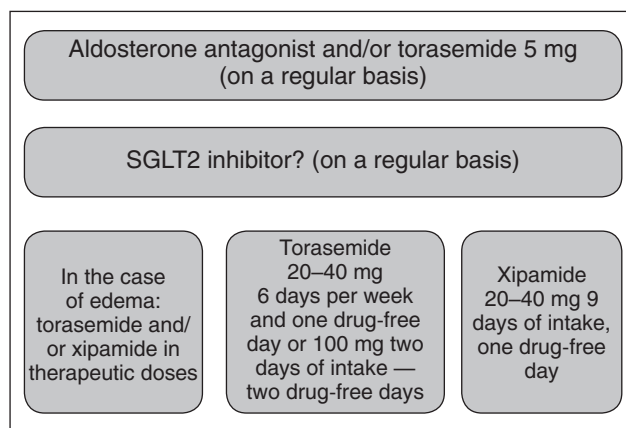 Aldosterone antagonist and/or torasemide 5 mg
(on a regular basis)
SGLT2 inhibitor? (on a regular basis)
In the case
of edema:
torasemide and/
or xipamide in
therapeutic doses
Torasemide
20–40 mg
6 days per week
and one drug-free
day or 100 mg two
days of intake —
two drug-free days
Xipamide
20–40 mg 9
days of intake,
one drug-free
day